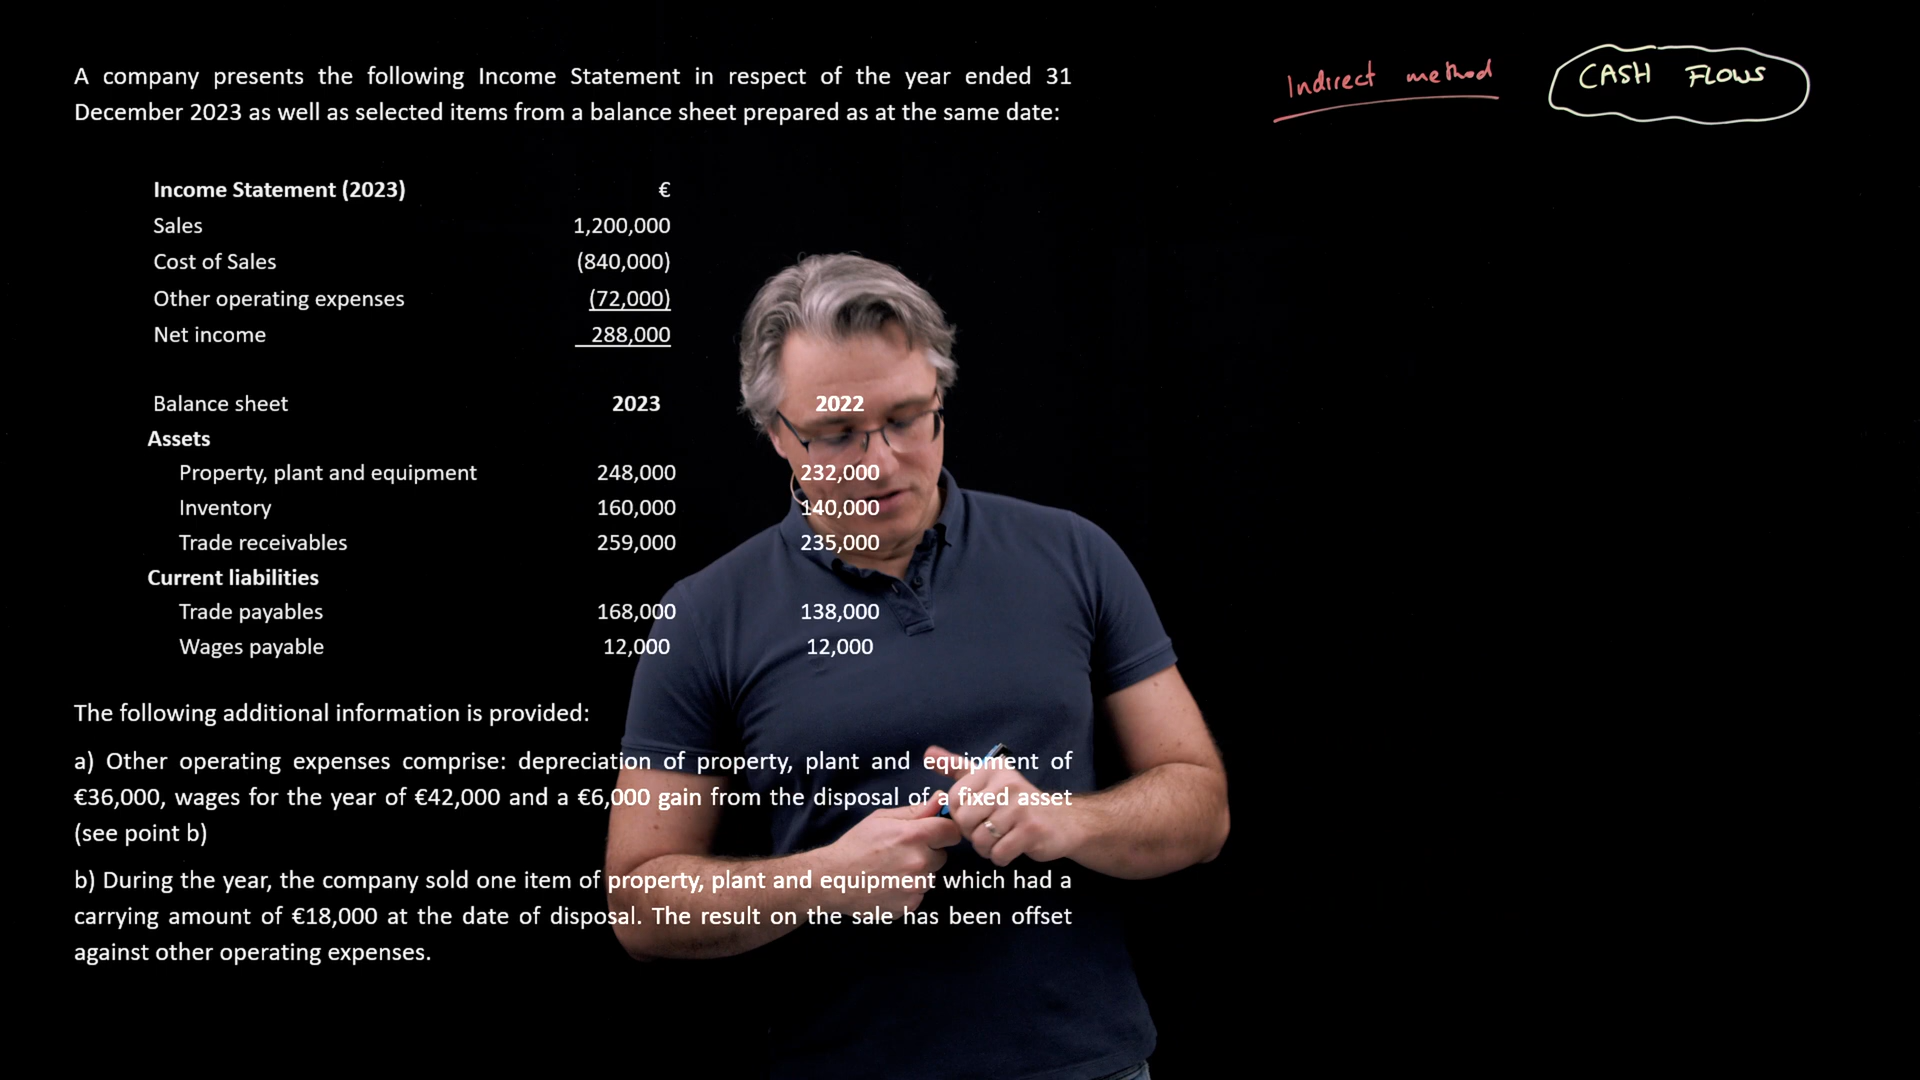 A company presents the following Income Statement in respect of the year ended 31
December 2023 as well as selected items from a balance sheet prepared as at the same date:
Indirect method
CASH FLOWS
Income Statement (2023) €
Sales 1,200,000
Cost of Sales (840,000)
Other operating expenses (72,000)
Net income 288,000
Balance sheet 2023 2022
Assets
Property, plant and equipment 248,000 232,000
Inventory 160,000 140,000
Trade receivables 259,000 235,000
Current liabilities
Trade payables 168,000 138,000
Wages payable 12,000 12,000
The following additional information is provided:
a) Other operating expenses comprise: depreciation of property, plant and equipment of
€36,000, wages for the year of €42,000 and a €6,000 gain from the disposal of a fixed asset
(see point b)
b) During the year, the company sold one item of property, plant and equipment which had a
carrying amount of €18,000 at the date of disposal. The result on the sale has been offset
against other operating expenses.